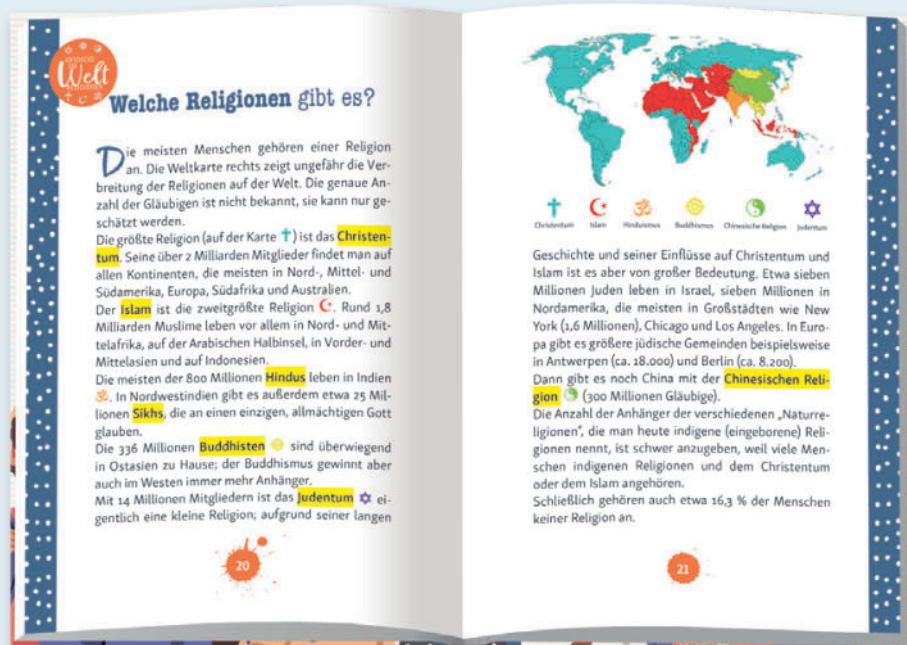 Welt
Welche Religionen gibt es?
Die meisten Menschen gehören einer Religion
an. Die Weltkarte rechts zeigt ungefähr die Ver-
breitung der Religionen auf der Welt. Die genaue An-
zahl der Gläubigen ist nicht bekannt, sie kann nur ge-
schätzt werden.
Die größte Religion (auf der Karte ✝) ist das Christen-
tum. Seine über 2 Milliarden Mitglieder findet man auf
allen Kontinenten, die meisten in Nord-, Mittel- und
Südamerika, Europa, Südafrika und Australien.
Der Islam ist die zweitgrößte Religion ☪. Rund 1,8
Milliarden Muslime leben vor allem in Nord- und Mit-
telafrika, auf der Arabischen Halbinsel, in Vorder- und
Mittelasien und auf Indonesien.
Die meisten der 800 Millionen Hindus leben in Indien
🕉. In Nordwestindien gibt es außerdem etwa 25 Mil-
lionen Sikhs, die an einen einzigen, allmächtigen Gott
glauben.
Die 336 Millionen Buddhisten ☸ sind überwiegend
in Ostasien zu Hause; der Buddhismus gewinnt aber
auch im Westen immer mehr Anhänger.
Mit 14 Millionen Mitgliedern ist das Judentum ✡ ei-
gentlich eine kleine Religion; aufgrund seiner langen
20
Christentum Islam Hinduismus Buddhismus Chinesische Religion Judentum
Geschichte und seiner Einflüsse auf Christentum und
Islam ist es aber von großer Bedeutung. Etwa sieben
Millionen Juden leben in Israel, sieben Millionen in
Nordamerika, die meisten in Großstädten wie New
York (1,6 Millionen), Chicago und Los Angeles. In Euro-
pa gibt es größere jüdische Gemeinden beispielsweise
in Antwerpen (ca. 18.000) und Berlin (ca. 8.200).
Dann gibt es noch China mit der Chinesischen Reli-
gion ☯ (300 Millionen Gläubige).
Die Anzahl der Anhänger der verschiedenen „Naturre-
ligionen“, die man heute indigene (eingeborene) Reli-
gionen nennt, ist schwer anzugeben, weil viele Men-
schen indigenen Religionen und dem Christentum
oder dem Islam angehören.
Schließlich gehören auch etwa 16,3 % der Menschen
keiner Religion an.
21